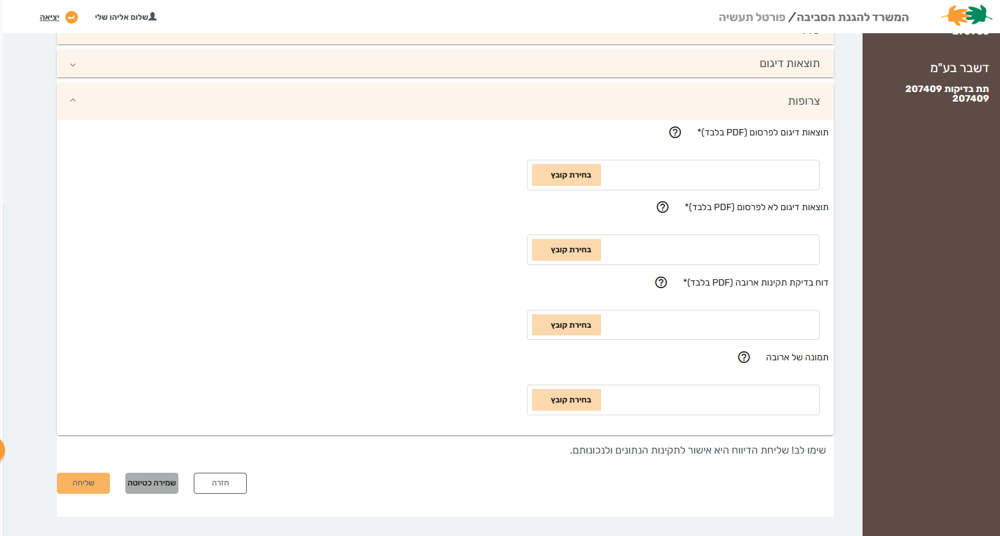 המשרד להגנת הסביבה/ פורטל תעשיה
שלום אליהו שלי
יציאה
דשבר בע"מ
תת בדיקות 207409
207409
תוצאות דיגום
צרופות
תוצאות דיגום לפרסום (PDF בלבד)*
בחירת קובץ
תוצאות דיגום לא לפרסום (PDF בלבד)*
בחירת קובץ
דוח בדיקת תקינות ארובה (PDF בלבד)*
בחירת קובץ
תמונה של ארובה
בחירת קובץ
שימו לב! שליחת הדיווח היא אישור לתקינות הנתונים ולנכונותם.
חזרה
שמירה כטיוטה
שליחה